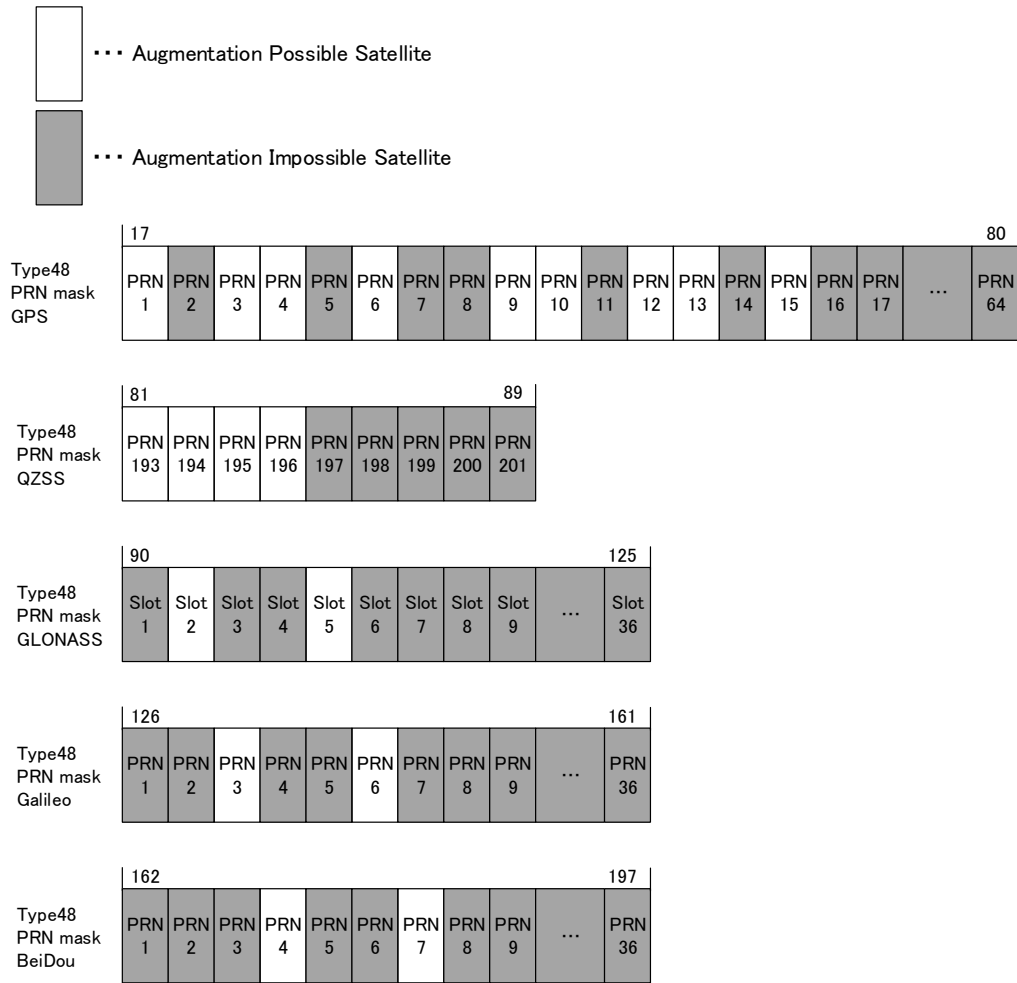 … Augmentation Possible Satellite
… Augmentation Impossible Satellite
Type48
PRN mask
GPS
17 80
PRN PRN PRN PRN PRN PRN PRN PRN PRN PRN PRN PRN PRN PRN PRN PRN PRN … PRN
1 2 3 4 5 6 7 8 9 10 11 12 13 14 15 16 17 64
Type48
PRN mask
QZSS
81 89
PRN PRN PRN PRN PRN PRN PRN PRN PRN
193 194 195 196 197 198 199 200 201
Type48
PRN mask
GLONASS
90 125
Slot Slot Slot Slot Slot Slot Slot Slot Slot … Slot
1 2 3 4 5 6 7 8 9 36
Type48
PRN mask
Galileo
126 161
PRN PRN PRN PRN PRN PRN PRN PRN PRN … PRN
1 2 3 4 5 6 7 8 9 36
Type48
PRN mask
BeiDou
162 197
PRN PRN PRN PRN PRN PRN PRN PRN PRN … PRN
1 2 3 4 5 6 7 8 9 36